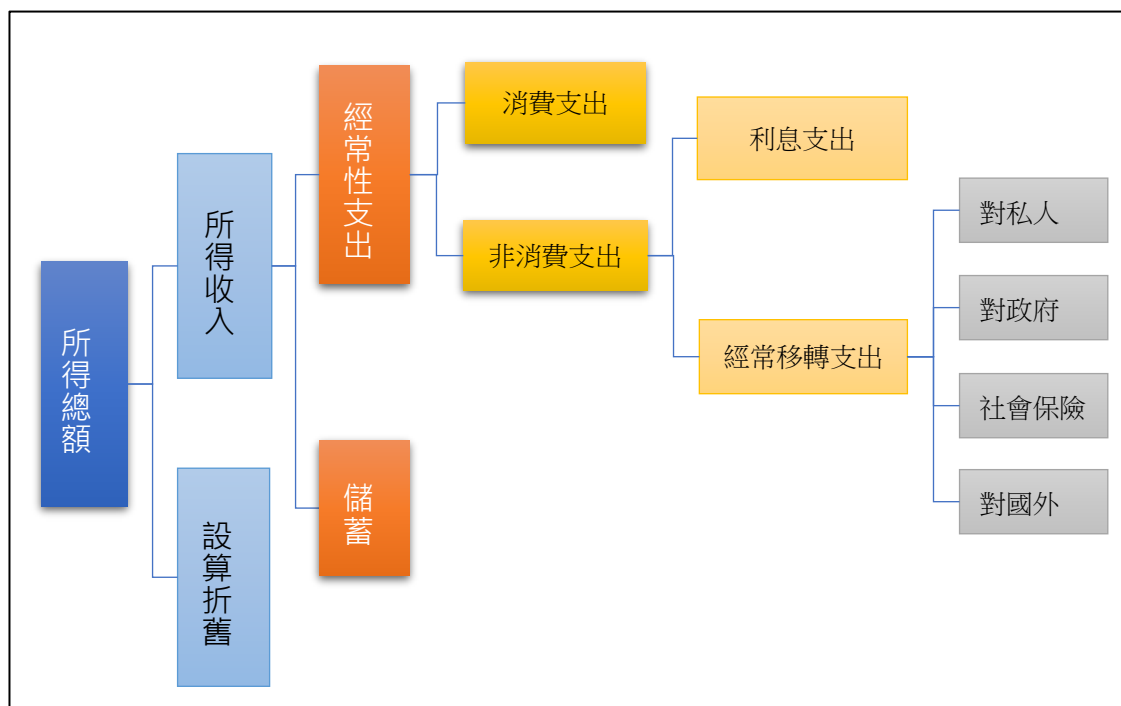 所得總額
所得收入
設算折舊
經常性支出
儲蓄
消費支出
非消費支出
利息支出
經常移轉支出
對私人
對政府
社會保險
對國外